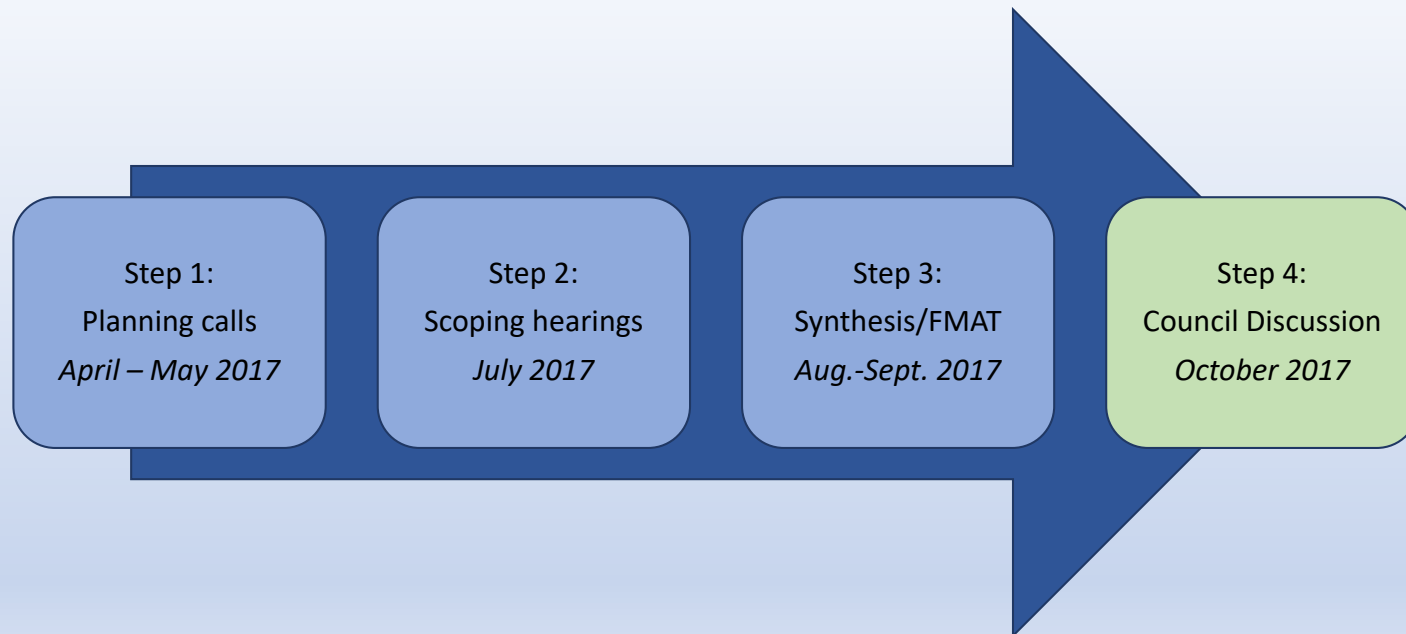 Step 1:
Planning calls
April – May 2017
Step 2:
Scoping hearings
July 2017
Step 3:
Synthesis/FMAT
Aug.-Sept. 2017
Step 4:
Council Discussion
October 2017